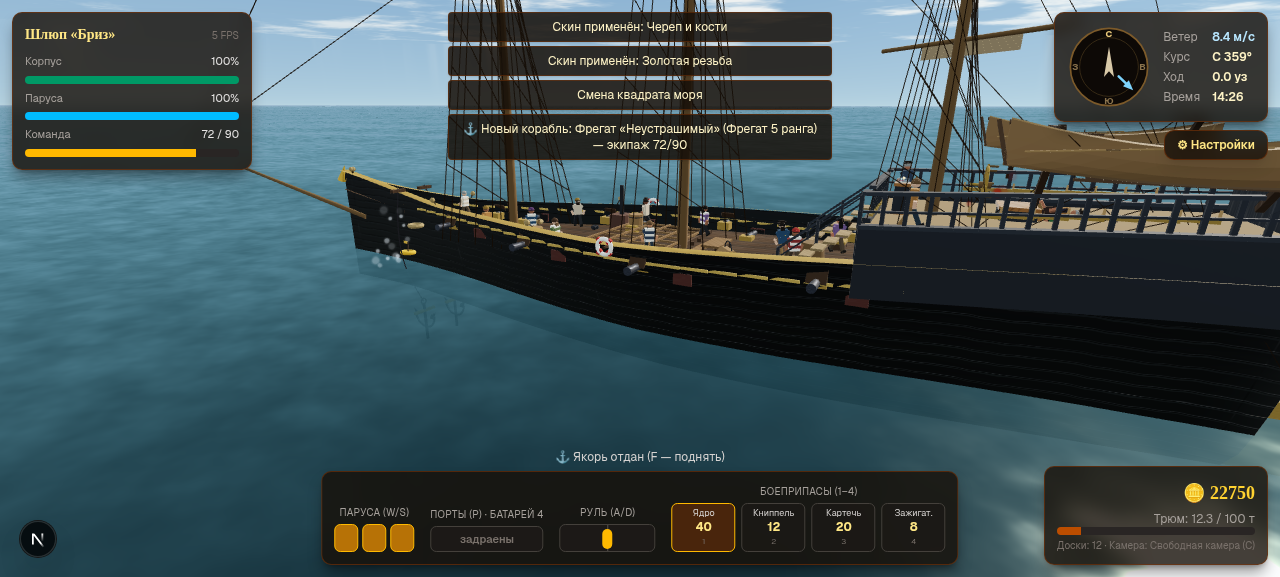 Шлюп «Бриз»
5 FPS
Корпус
100%
Паруса
100%
Команда
72 / 90
Скин применён: Череп и кости
Скин применён: Золотая резьба
Смена квадрата моря
⚓ Новый корабль: Фрегат «Неустрашимый» (Фрегат 5 ранга)
— экипаж 72/90
С
З
В
Ю
Ветер 8.4 м/с
Курс С 359°
Ход 0.0 уз
Время 14:26
⚙ Настройки
⚓ Якорь отдан (F — поднять)
ПАРУСА (W/S)
ПОРТЫ (P) · БАТАРЕЙ 4
задраены
РУЛЬ (A/D)
БОЕПРИПАСЫ (1–4)
Ядро
40
1
Книппель
12
2
Картечь
20
3
Зажигат.
8
4
22750
Трюм: 12.3 / 100 т
Доски: 12 · Камера: Свободная камера (C)
N